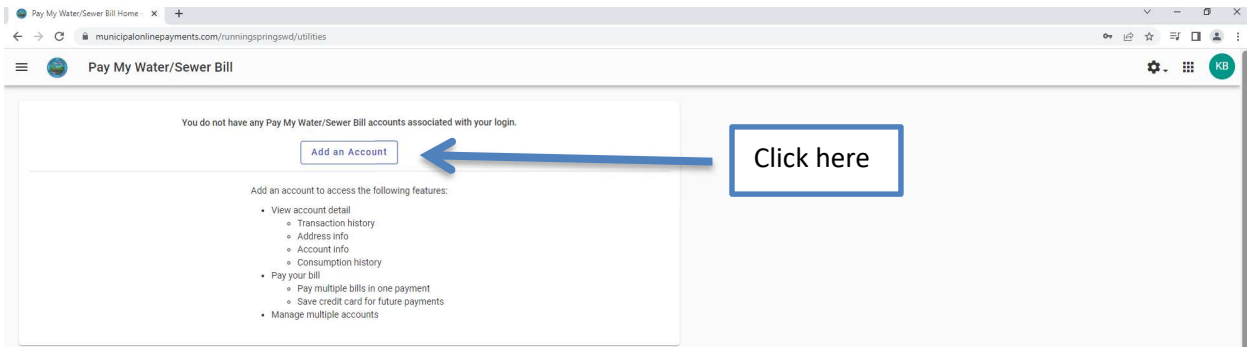 Pay My Water/Sewer Bill Home
municipalonlinepayments.com/runningspringswd/utilities
Pay My Water/Sewer Bill
KB
You do not have any Pay My Water/Sewer Bill accounts associated with your login.
Add an Account
Click here
Add an account to access the following features:
• View account detail
◦ Transaction history
◦ Address info
◦ Account info
◦ Consumption history
• Pay your bill
◦ Pay multiple bills in one payment
◦ Save credit card for future payments
• Manage multiple accounts